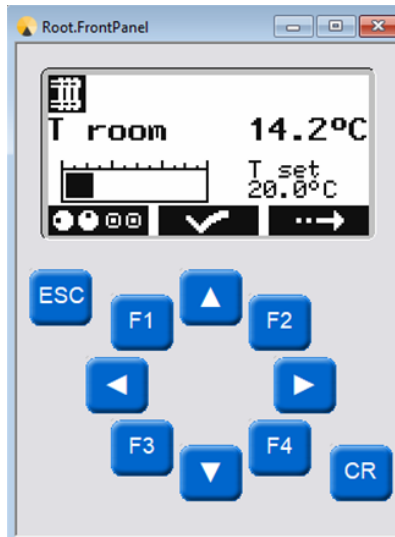 Root.FrontPanel
T room 14.2ºC
T set
20.0ºC
ESC
F1
F2
F3
F4
CR